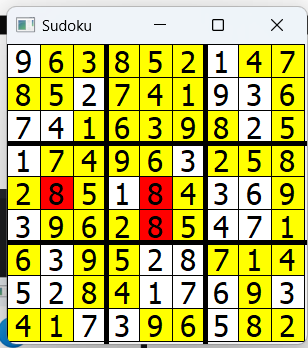 Sudoku
9 6 3 8 5 2 1 4 7
8 5 2 7 4 1 9 3 6
7 4 1 6 3 9 8 2 5
1 7 4 9 6 3 2 5 8
2 8 5 1 8 4 3 6 9
3 9 6 2 8 5 4 7 1
6 3 9 5 2 8 7 1 4
5 2 8 4 1 7 6 9 3
4 1 7 3 9 6 5 8 2